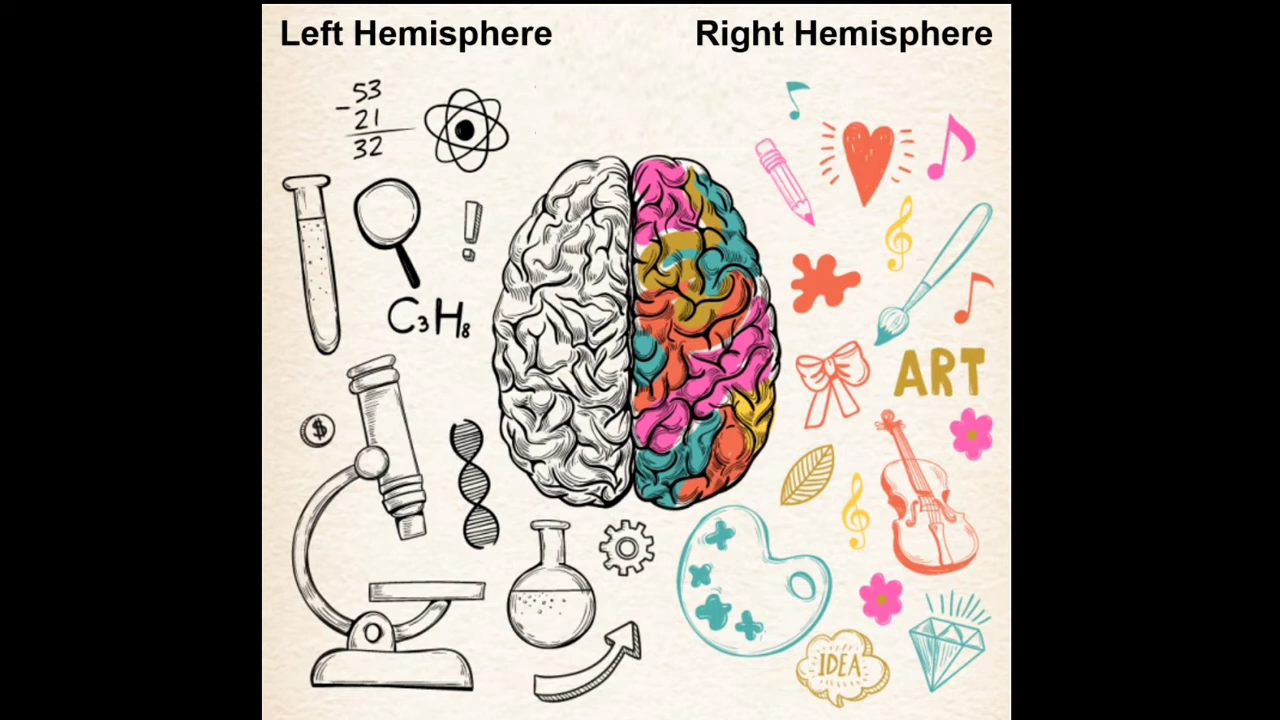 Left Hemisphere
Right Hemisphere
53
- 21
32
!
C₃H₈
$
ART
IDEA